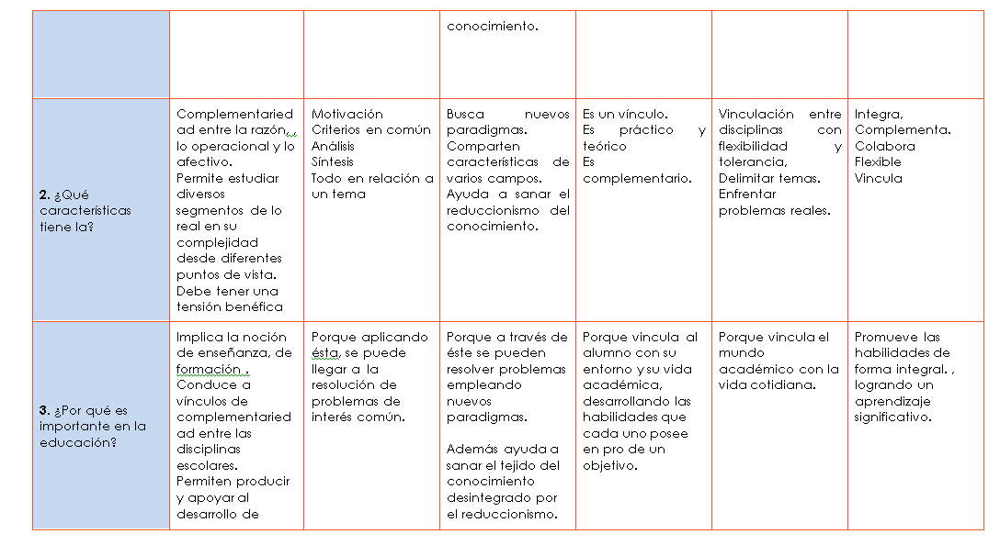 conocimiento.
2. ¿Qué
características
tiene la?
Complementaried
ad entre la razón, ,
lo operacional y lo
afectivo.
Permite estudiar
diversos
segmentos de lo
real en su
complejidad
desde diferentes
puntos de vista.
Debe tener una
tensión benéfica
Motivación
Criterios en común
Análisis
Síntesis
Todo en relación a
un tema
Busca nuevos
paradigmas.
Comparten
características de
varios campos.
Ayuda a sanar el
reduccionismo del
conocimiento.
Es un vínculo.
Es práctico y
teórico
Es
complementario.
Vinculación entre
disciplinas con
flexibilidad y
tolerancia,
Delimitar temas.
Enfrentar
problemas reales.
Integra,
Complementa.
Colabora
Flexible
Vincula
3. ¿Por qué es
importante en la
educación?
Implica la noción
de enseñanza, de
formación .
Conduce a
vínculos de
complementaried
ad entre las
disciplinas
escolares.
Permiten producir
y apoyar al
desarrollo de
Porque aplicando
ésta, se puede
llegar a la
resolución de
problemas de
interés común.
Porque a través de
éste se pueden
resolver problemas
empleando
nuevos
paradigmas.
Además ayuda a
sanar el tejido del
conocimiento
desintegrado por
el reduccionismo.
Porque vincula al
alumno con su
entorno y su vida
académica,
desarrollando las
habilidades que
cada uno posee
en pro de un
objetivo.
Porque vincula el
mundo
académico con la
vida cotidiana.
Promueve las
habilidades de
forma integral. ,
logrando un
aprendizaje
significativo.